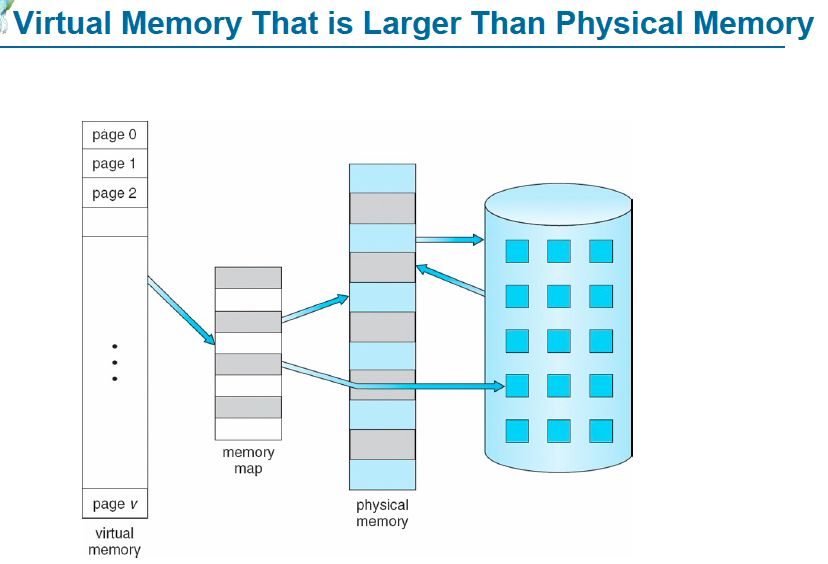 Virtual Memory That is Larger Than Physical Memory
page 0
page 1
page 2
page v
virtual
memory
memory
map
physical
memory